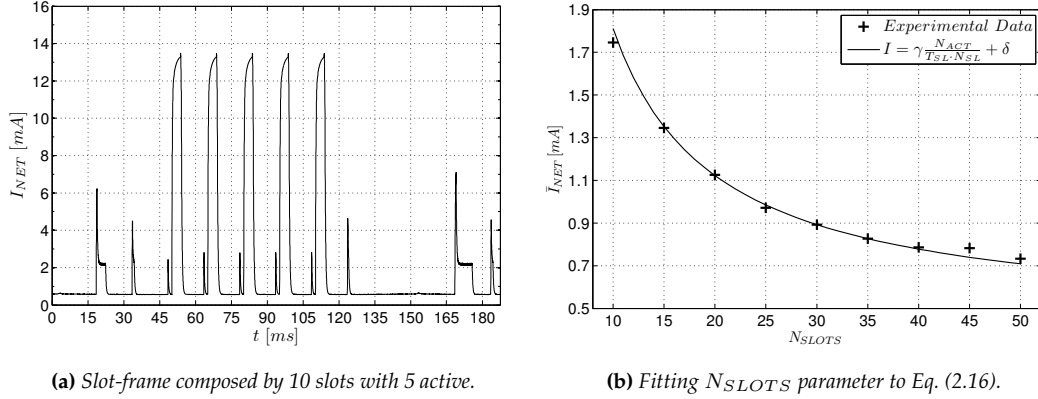 16
14
12
10
8
6
4
2
0
I_NET [mA]
0 15 30 45 60 75 90 105 120 135 150 165 180
t [ms]
(a) Slot-frame composed by 10 slots with 5 active.
1.9
1.7
1.5
1.3
1.1
0.9
0.7
0.5
Ī_NET [mA]
Experimental Data
I = γ N_ACT / T_SL·N_SL + δ
10 15 20 25 30 35 40 45 50
N_SLOTS
(b) Fitting N_SLOTS parameter to Eq. (2.16).